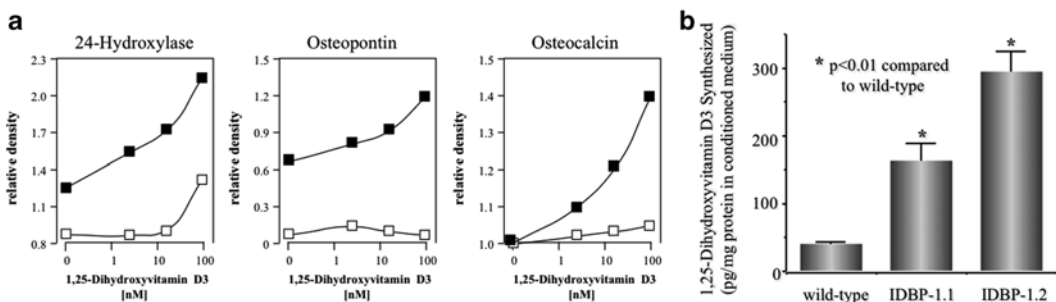 a
24-Hydroxylase
relative density
2.3
2.0
1.7
1.4
1.1
0.8
0 1 10 100
1,25-Dihydroxyvitamin D3
[nM]
Osteopontin
relative density
1.5
1.2
0.9
0.6
0.3
0
0 1 10 100
1,25-Dihydroxyvitamin D3
[nM]
Osteocalcin
relative density
1.5
1.4
1.3
1.2
1.1
1.0
0 1 10 100
1,25-Dihydroxyvitamin D3
[nM]
b
1,25-Dihydroxyvitamin D3 Synthesized
(pg/mg protein in conditioned medium)
300
200
100
0
* p<0.01 compared
to wild-type
*
*
wild-type IDBP-1.1 IDBP-1.2